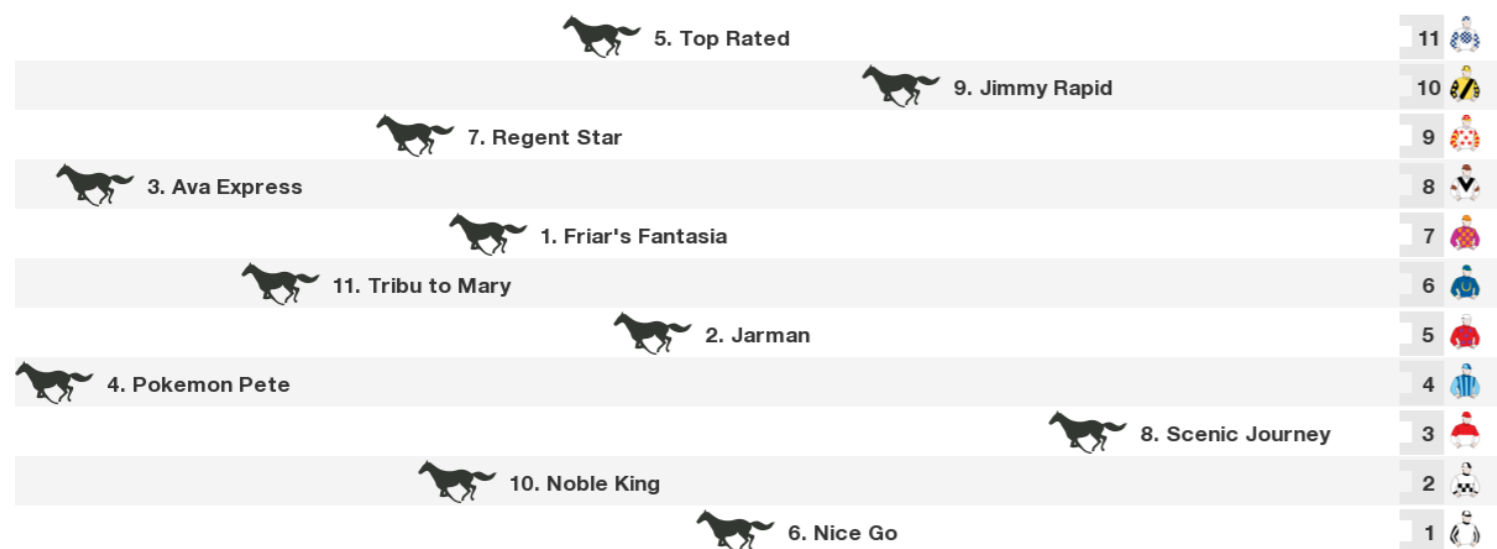 5. Top Rated 11
9. Jimmy Rapid 10
7. Regent Star 9
3. Ava Express 8
1. Friar's Fantasia 7
11. Tribu to Mary 6
2. Jarman 5
4. Pokemon Pete 4
8. Scenic Journey 3
10. Noble King 2
6. Nice Go 1